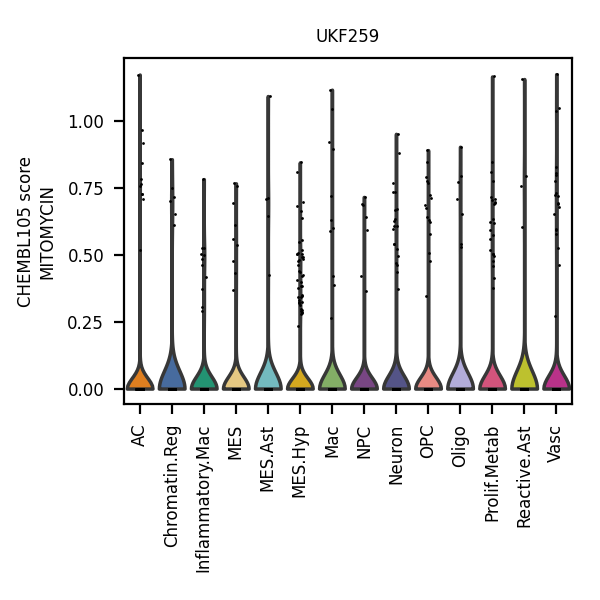 UKF259
CHEMBL105 score
MITOMYCIN
1.00
0.75
0.50
0.25
0.00
AC
Chromatin.Reg
Inflammatory.Mac
MES
MES.Ast
MES.Hyp
Mac
NPC
Neuron
OPC
Oligo
Prolif.Metab
Reactive.Ast
Vasc